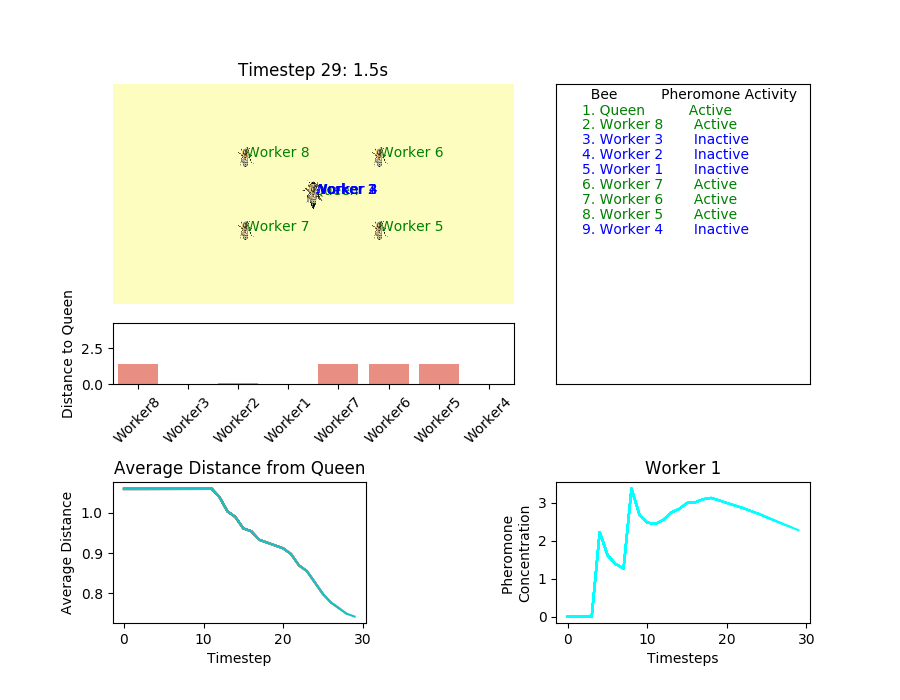 Timestep 29: 1.5s
Worker 8
Worker 6
Worker 7
Worker 5
Bee Pheromone Activity
1. Queen Active
2. Worker 8 Active
3. Worker 3 Inactive
4. Worker 2 Inactive
5. Worker 1 Inactive
6. Worker 7 Active
7. Worker 6 Active
8. Worker 5 Active
9. Worker 4 Inactive
Distance to Queen
2.5
0.0
Worker8
Worker3
Worker2
Worker1
Worker7
Worker6
Worker5
Worker4
Average Distance from Queen
Average Distance
1.0
0.9
0.8
0 10 20 30
Timestep
Worker 1
Pheromone
Concentration
3
2
1
0
0 10 20 30
Timesteps